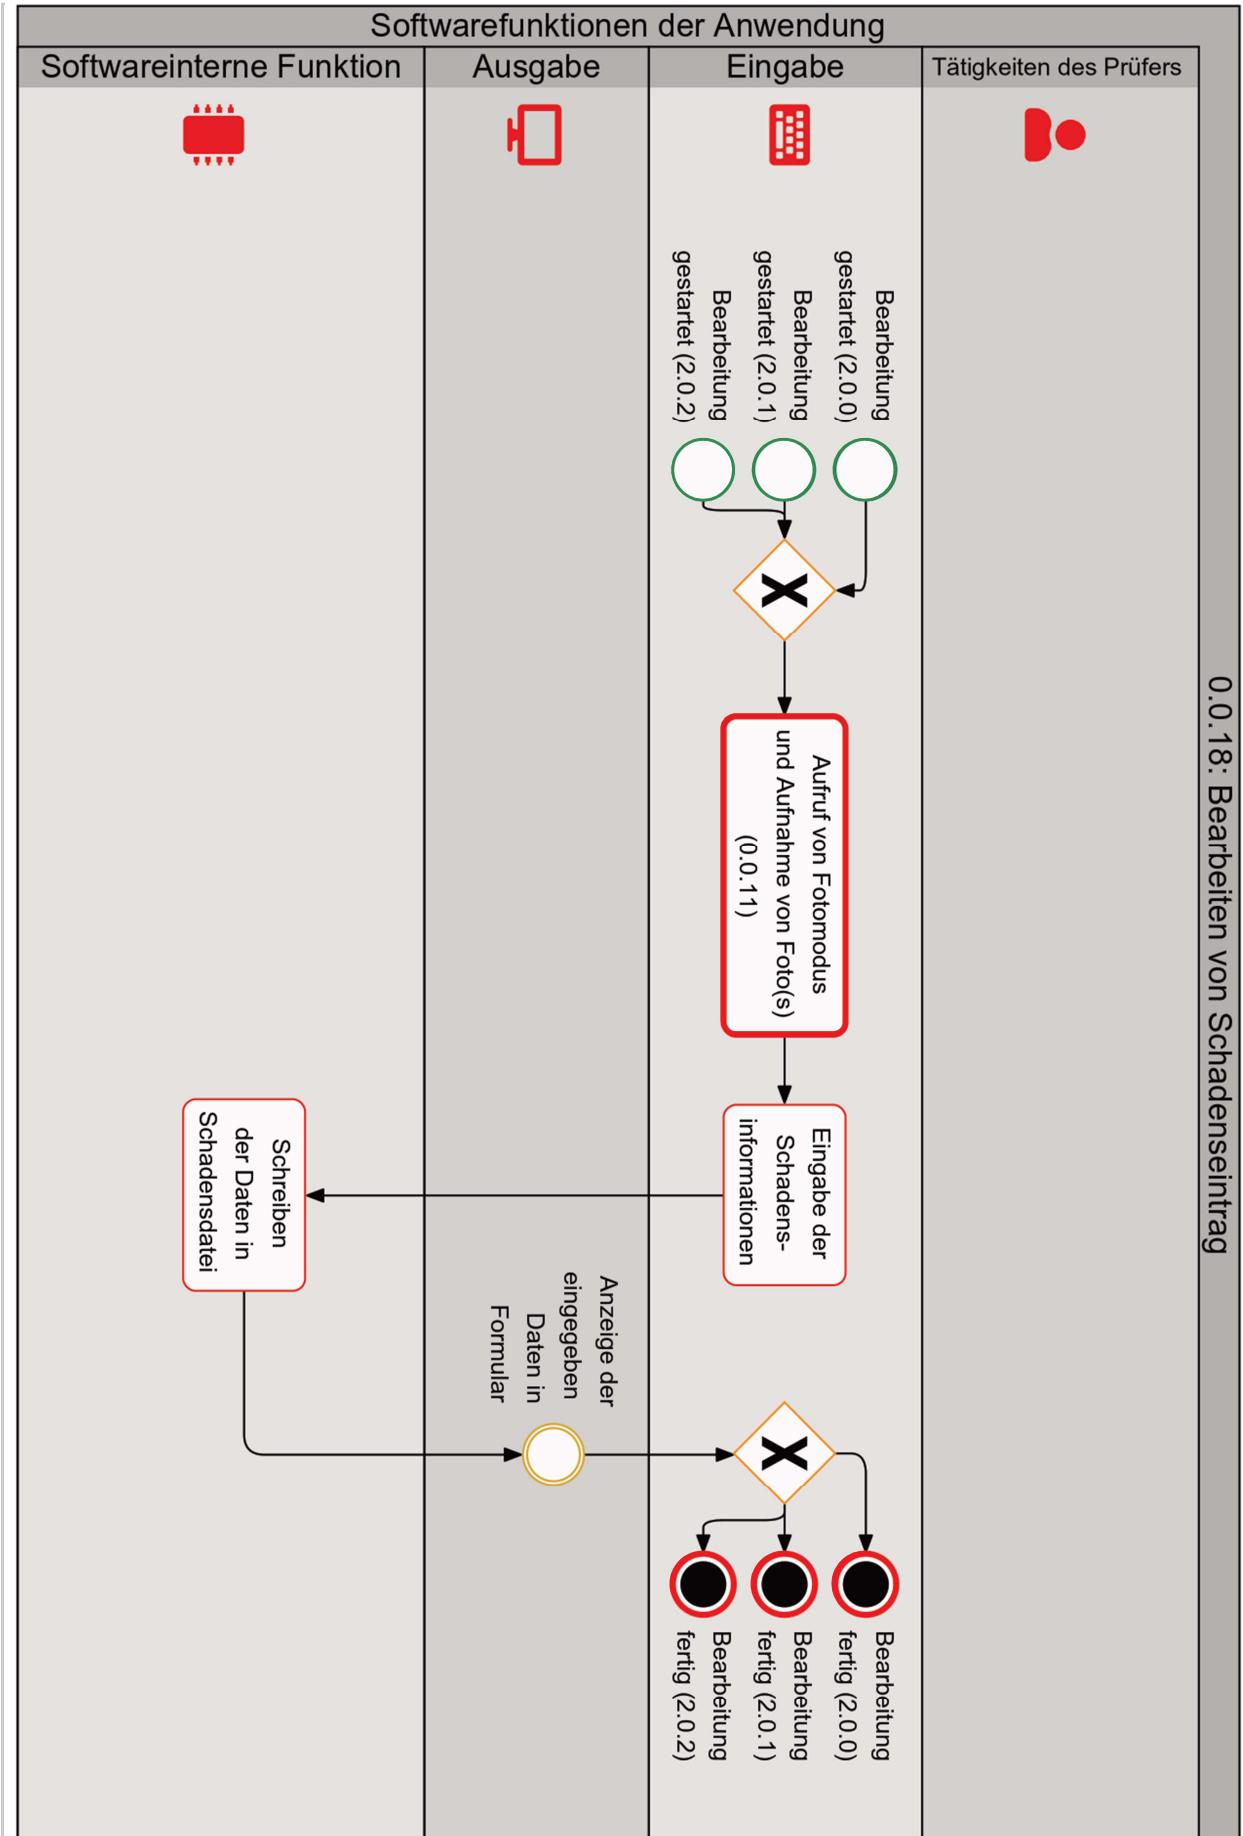 Softwarefunktionen der Anwendung
Softwareinterne Funktion
Ausgabe
Eingabe
Tätigkeiten des Prüfers
0.0.18: Bearbeiten von Schadenseintrag
Bearbeitung
gestartet (2.0.0)
Bearbeitung
gestartet (2.0.1)
Bearbeitung
gestartet (2.0.2)
X
Aufruf von Fotomodus
und Aufnahme von Foto(s)
(0.0.11)
Eingabe der
Schadens-
informationen
Schreiben
der Daten in
Schadensdatei
Anzeige der
eingegeben
Daten in
Formular
X
Bearbeitung
fertig (2.0.0)
Bearbeitung
fertig (2.0.1)
Bearbeitung
fertig (2.0.2)